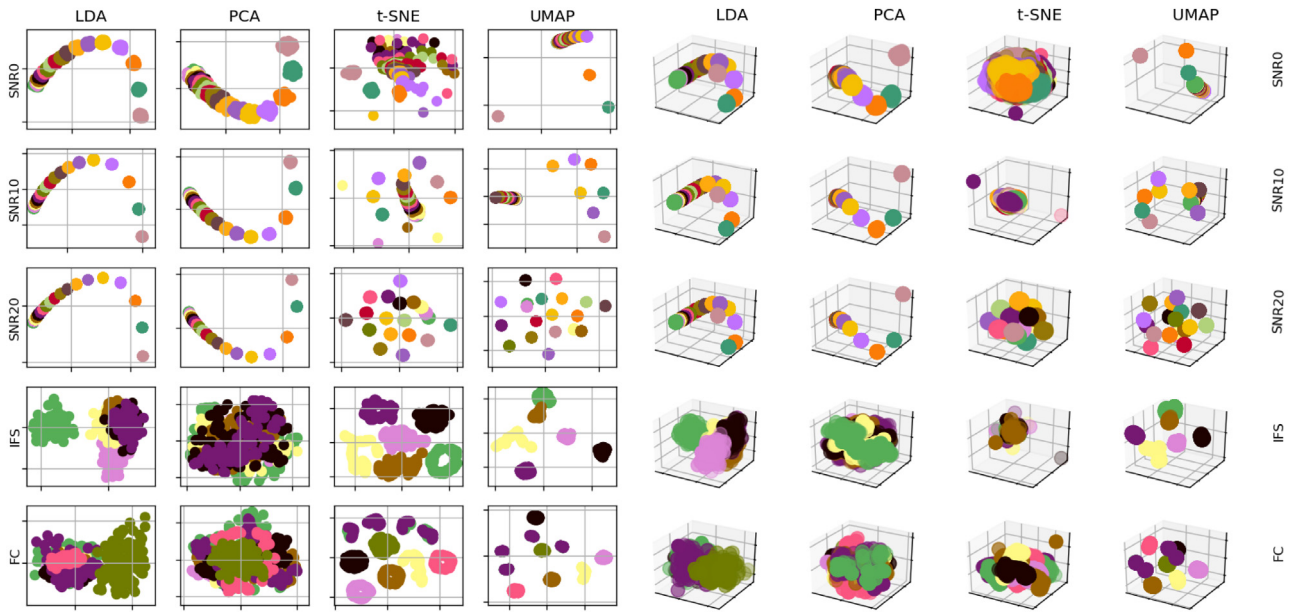 LDA PCA t-SNE UMAP LDA PCA t-SNE UMAP
SNR0 SNR0
SNR10 SNR10
SNR20 SNR20
IFS IFS
FC FC